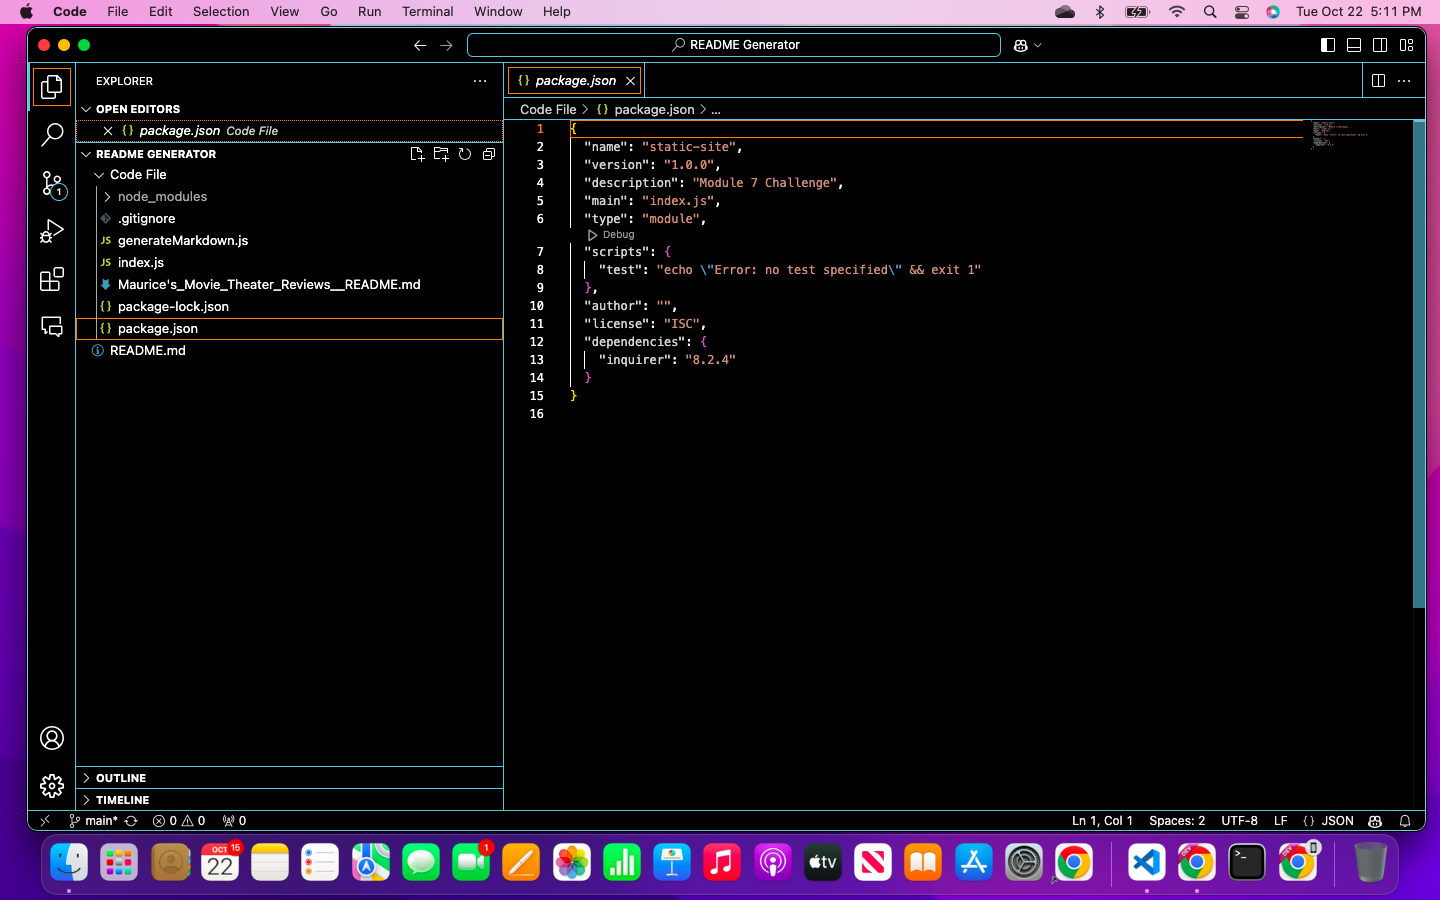 Code File Edit Selection View Go Run Terminal Window Help Tue Oct 22 5:11 PM
README Generator
EXPLORER
OPEN EDITORS
package.json Code File
README GENERATOR
Code File
node_modules
.gitignore
JS generateMarkdown.js
JS index.js
Maurice's_Movie_Theater_Reviews__README.md
{} package-lock.json
{} package.json
README.md
OUTLINE
TIMELINE
1
{} package.json
Code File > {} package.json > ...
1 {
2 "name": "static-site",
3 "version": "1.0.0",
4 "description": "Module 7 Challenge",
5 "main": "index.js",
6 "type": "module",
Debug
7 "scripts": {
8 "test": "echo \"Error: no test specified\" && exit 1"
9 },
10 "author": "",
11 "license": "ISC",
12 "dependencies": {
13 "inquirer": "8.2.4"
14 }
15 }
16
main* 0 0 0 Ln 1, Col 1 Spaces: 2 UTF-8 LF {} JSON
OCT 15
22
1
tv